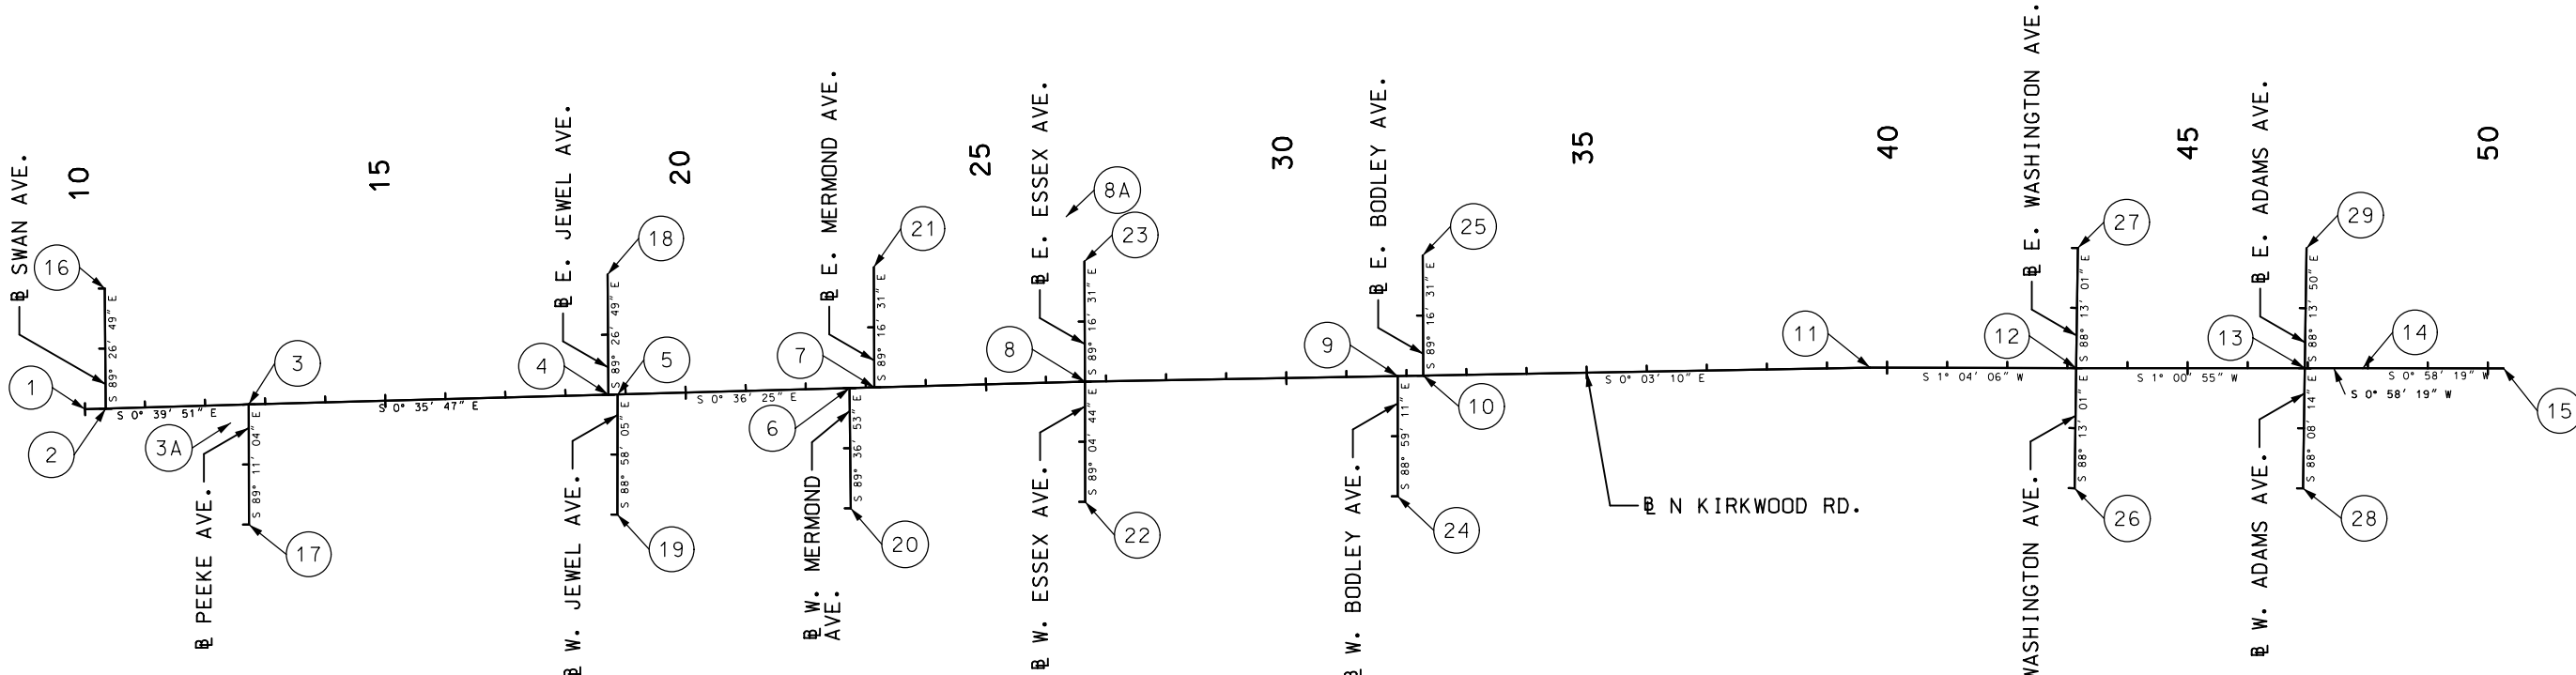 10
15
20
25
30
35
40
45
50
℄ SWAN AVE.
℄ E. JEWEL AVE.
℄ E. MERMOND AVE.
℄ E. ESSEX AVE.
℄ E. BODLEY AVE.
℄ E. WASHINGTON AVE.
℄ E. ADAMS AVE.
16
18
21
8A
23
25
27
29
S 89° 26' 49" E
S 89° 26' 49" E
S 89° 16' 31" E
S 89° 16' 31" E
S 89° 16' 31" E
S 88° 13' 01" E
S 88° 13' 50" E
1
2
3
3A
4
5
6
7
8
9
10
11
12
13
14
15
S 0° 39' 51" E
S 0° 35' 47" E
S 0° 36' 25" E
S 0° 03' 10" E
S 1° 04' 06" W
S 1° 00' 55" W
S 0° 58' 19" W
S 0° 58' 19" W
S 89° 11' 04" E
S 88° 58' 05" E
S 89° 36' 53" E
S 89° 04' 44" E
S 88° 59' 11" E
S 88° 13' 01" E
S 88° 08' 14" E
17
19
20
22
24
26
28
℄ PEEKE AVE.
℄ W. JEWEL AVE.
℄ W. MERMOND
AVE.
℄ W. ESSEX AVE.
℄ W. BODLEY AVE.
℄ N KIRKWOOD RD.
WASHINGTON AVE.
℄ W. ADAMS AVE.